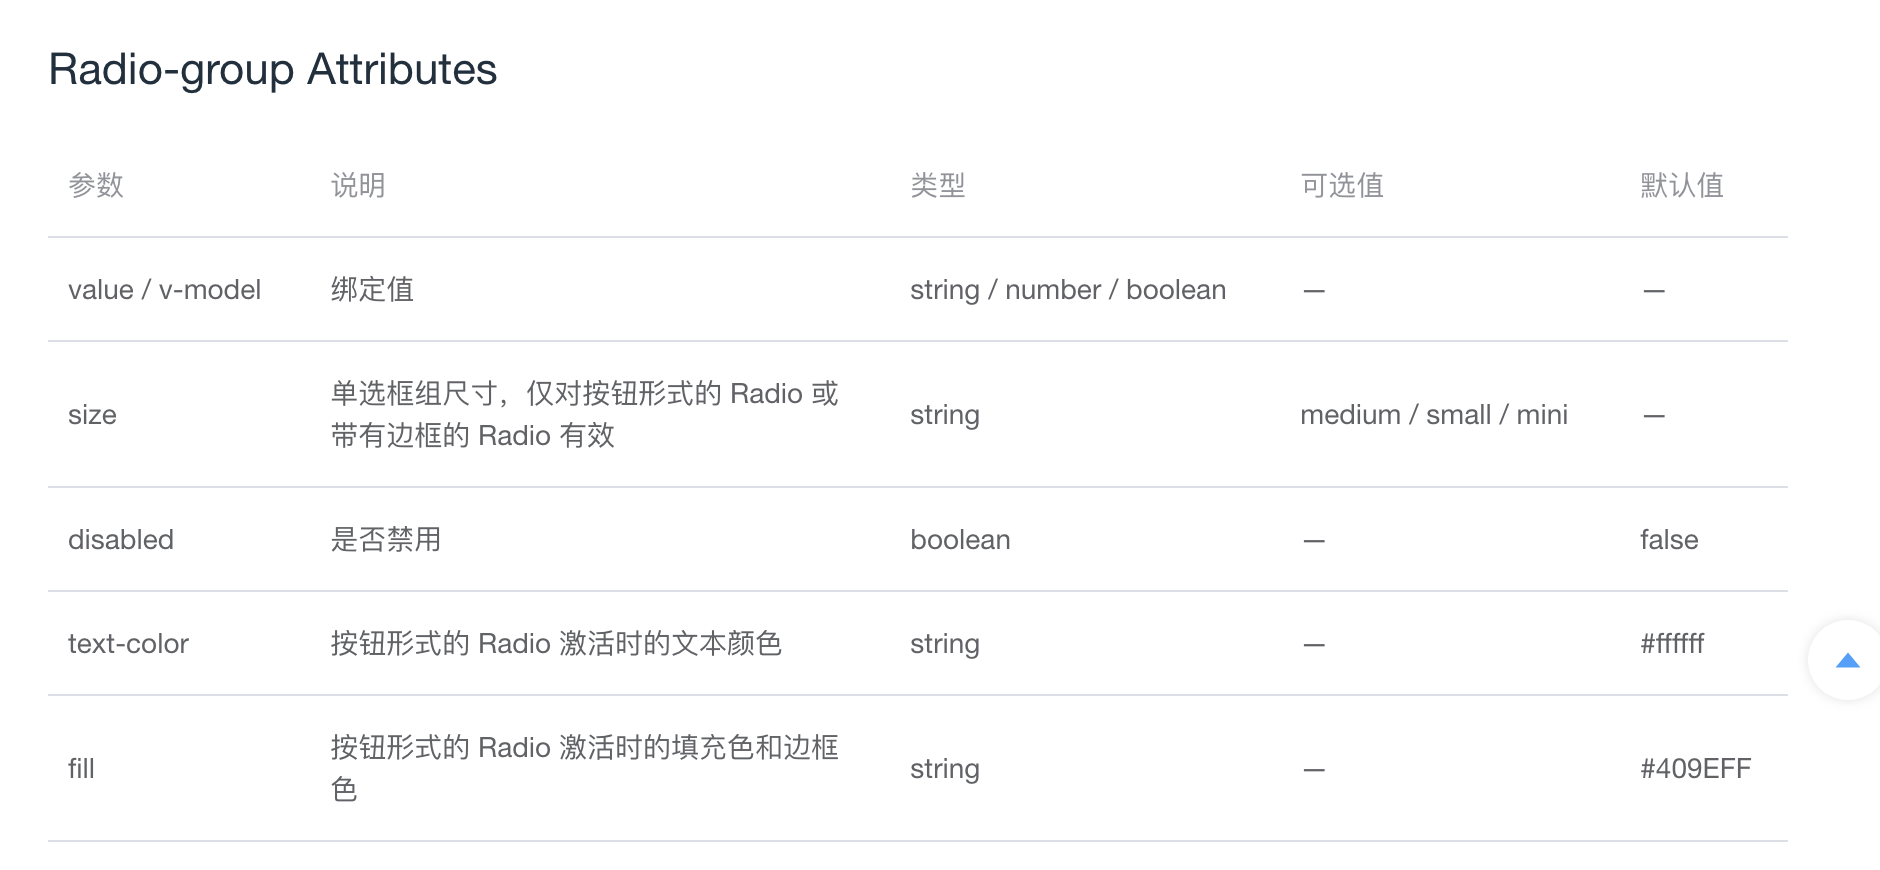 Radio-group Attributes
参数 说明 类型 可选值 默认值
value / v-model 绑定值 string / number / boolean — —
单选框组尺寸，仅对按钮形式的 Radio 或
size string medium / small / mini —
带有边框的 Radio 有效
disabled 是否禁用 boolean — false
text-color 按钮形式的 Radio 激活时的文本颜色 string — #ffffff
按钮形式的 Radio 激活时的填充色和边框
fill string — #409EFF
色